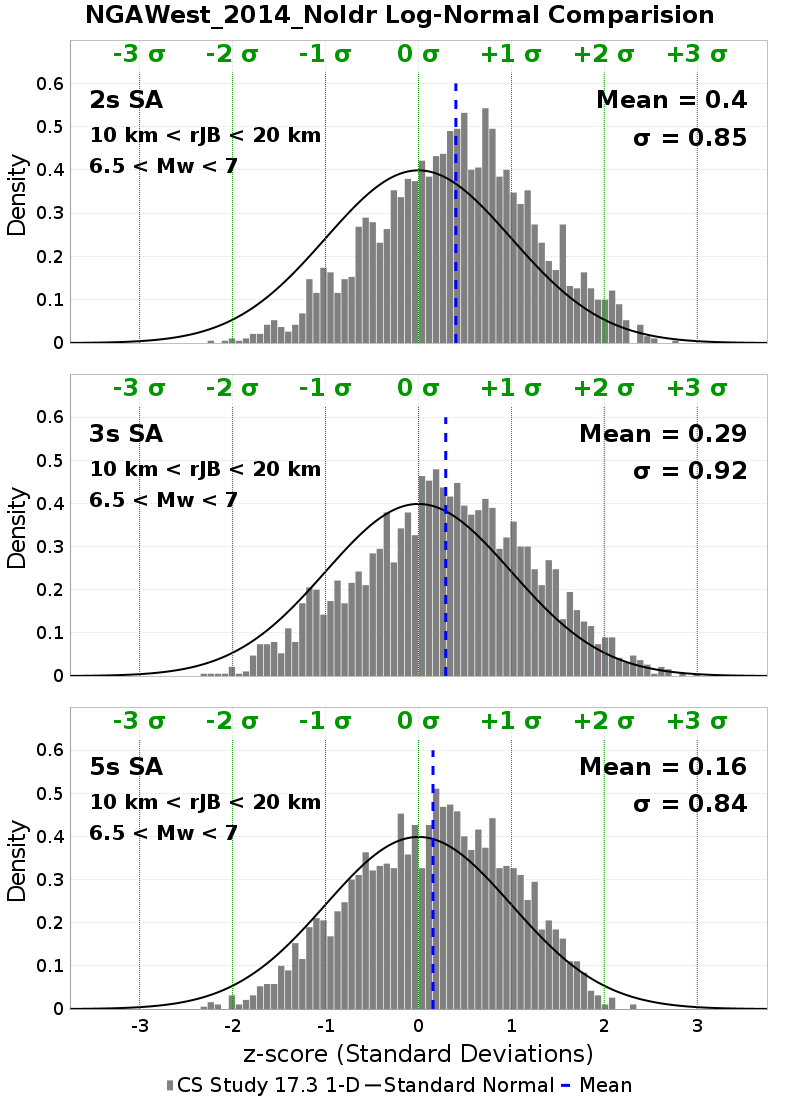 NGAWest_2014_NoIdr Log-Normal Comparision
-3 σ -2 σ -1 σ 0 σ +1 σ +2 σ +3 σ
2s SA
Mean = 0.4
10 km < rJB < 20 km
σ = 0.85
6.5 < Mw < 7
0.6
0.5
0.4
0.3
0.2
0.1
0
Density
-3 σ -2 σ -1 σ 0 σ +1 σ +2 σ +3 σ
3s SA
Mean = 0.29
10 km < rJB < 20 km
σ = 0.92
6.5 < Mw < 7
0.6
0.5
0.4
0.3
0.2
0.1
0
Density
-3 σ -2 σ -1 σ 0 σ +1 σ +2 σ +3 σ
5s SA
Mean = 0.16
10 km < rJB < 20 km
σ = 0.84
6.5 < Mw < 7
0.6
0.5
0.4
0.3
0.2
0.1
0
Density
-3 -2 -1 0 1 2 3
z-score (Standard Deviations)
CS Study 17.3 1-D Standard Normal Mean